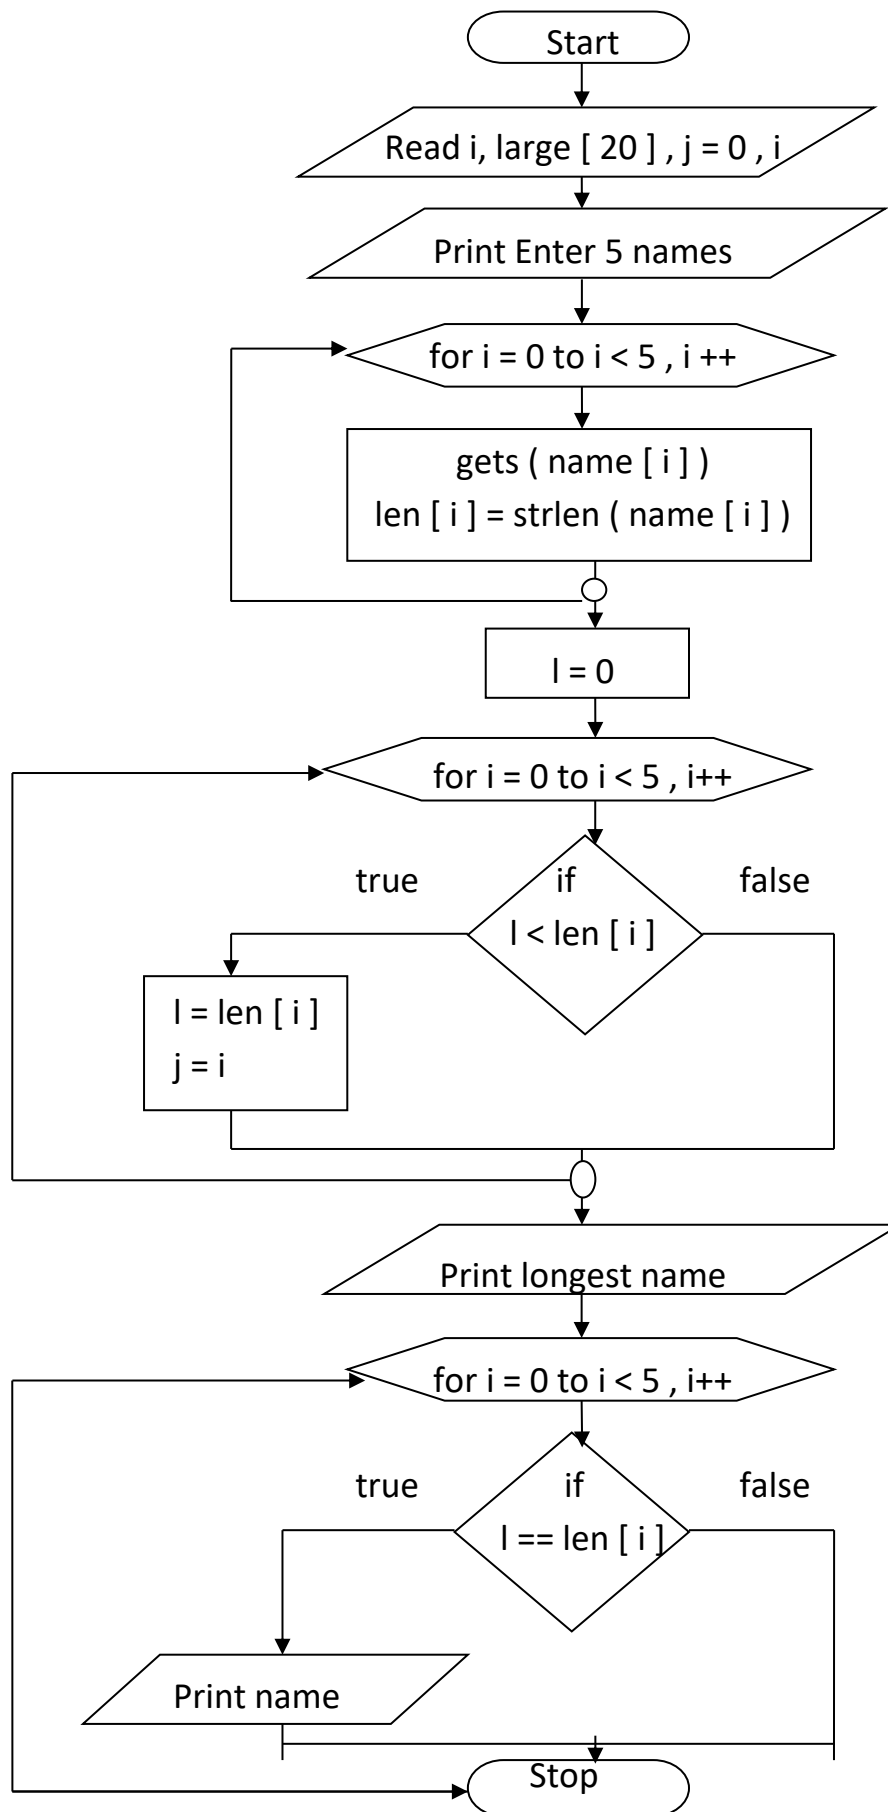 Start
Read i, large [ 20 ] , j = 0 , i
Print Enter 5 names
for i = 0 to i < 5 , i ++
gets ( name [ i ] )
len [ i ] = strlen ( name [ i ] )
l = 0
for i = 0 to i < 5 , i++
true if false
l < len [ i ]
l = len [ i ]
j = i
Print longest name
for i = 0 to i < 5 , i++
true if false
l == len [ i ]
Print name
Stop